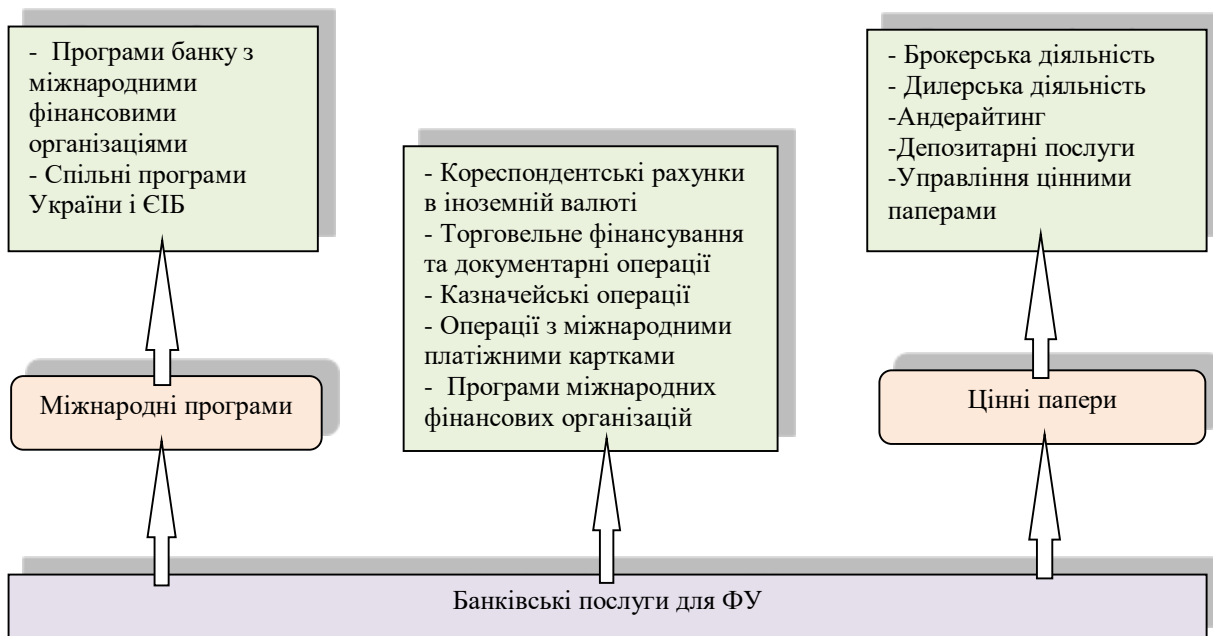 - Програми банку з
міжнародними
фінансовими
організаціями
- Спільні програми
України і ЄІБ
- Кореспондентські рахунки
в іноземній валюті
- Торговельне фінансування
та документарні операції
- Казначейські операції
- Операції з міжнародними
платіжними картками
- Програми міжнародних
фінансових організацій
- Брокерська діяльність
- Дилерська діяльність
-Андерайтинг
-Депозитарні послуги
-Управління цінними
паперами
Міжнародні програми
Цінні папери
Банківські послуги для ФУ